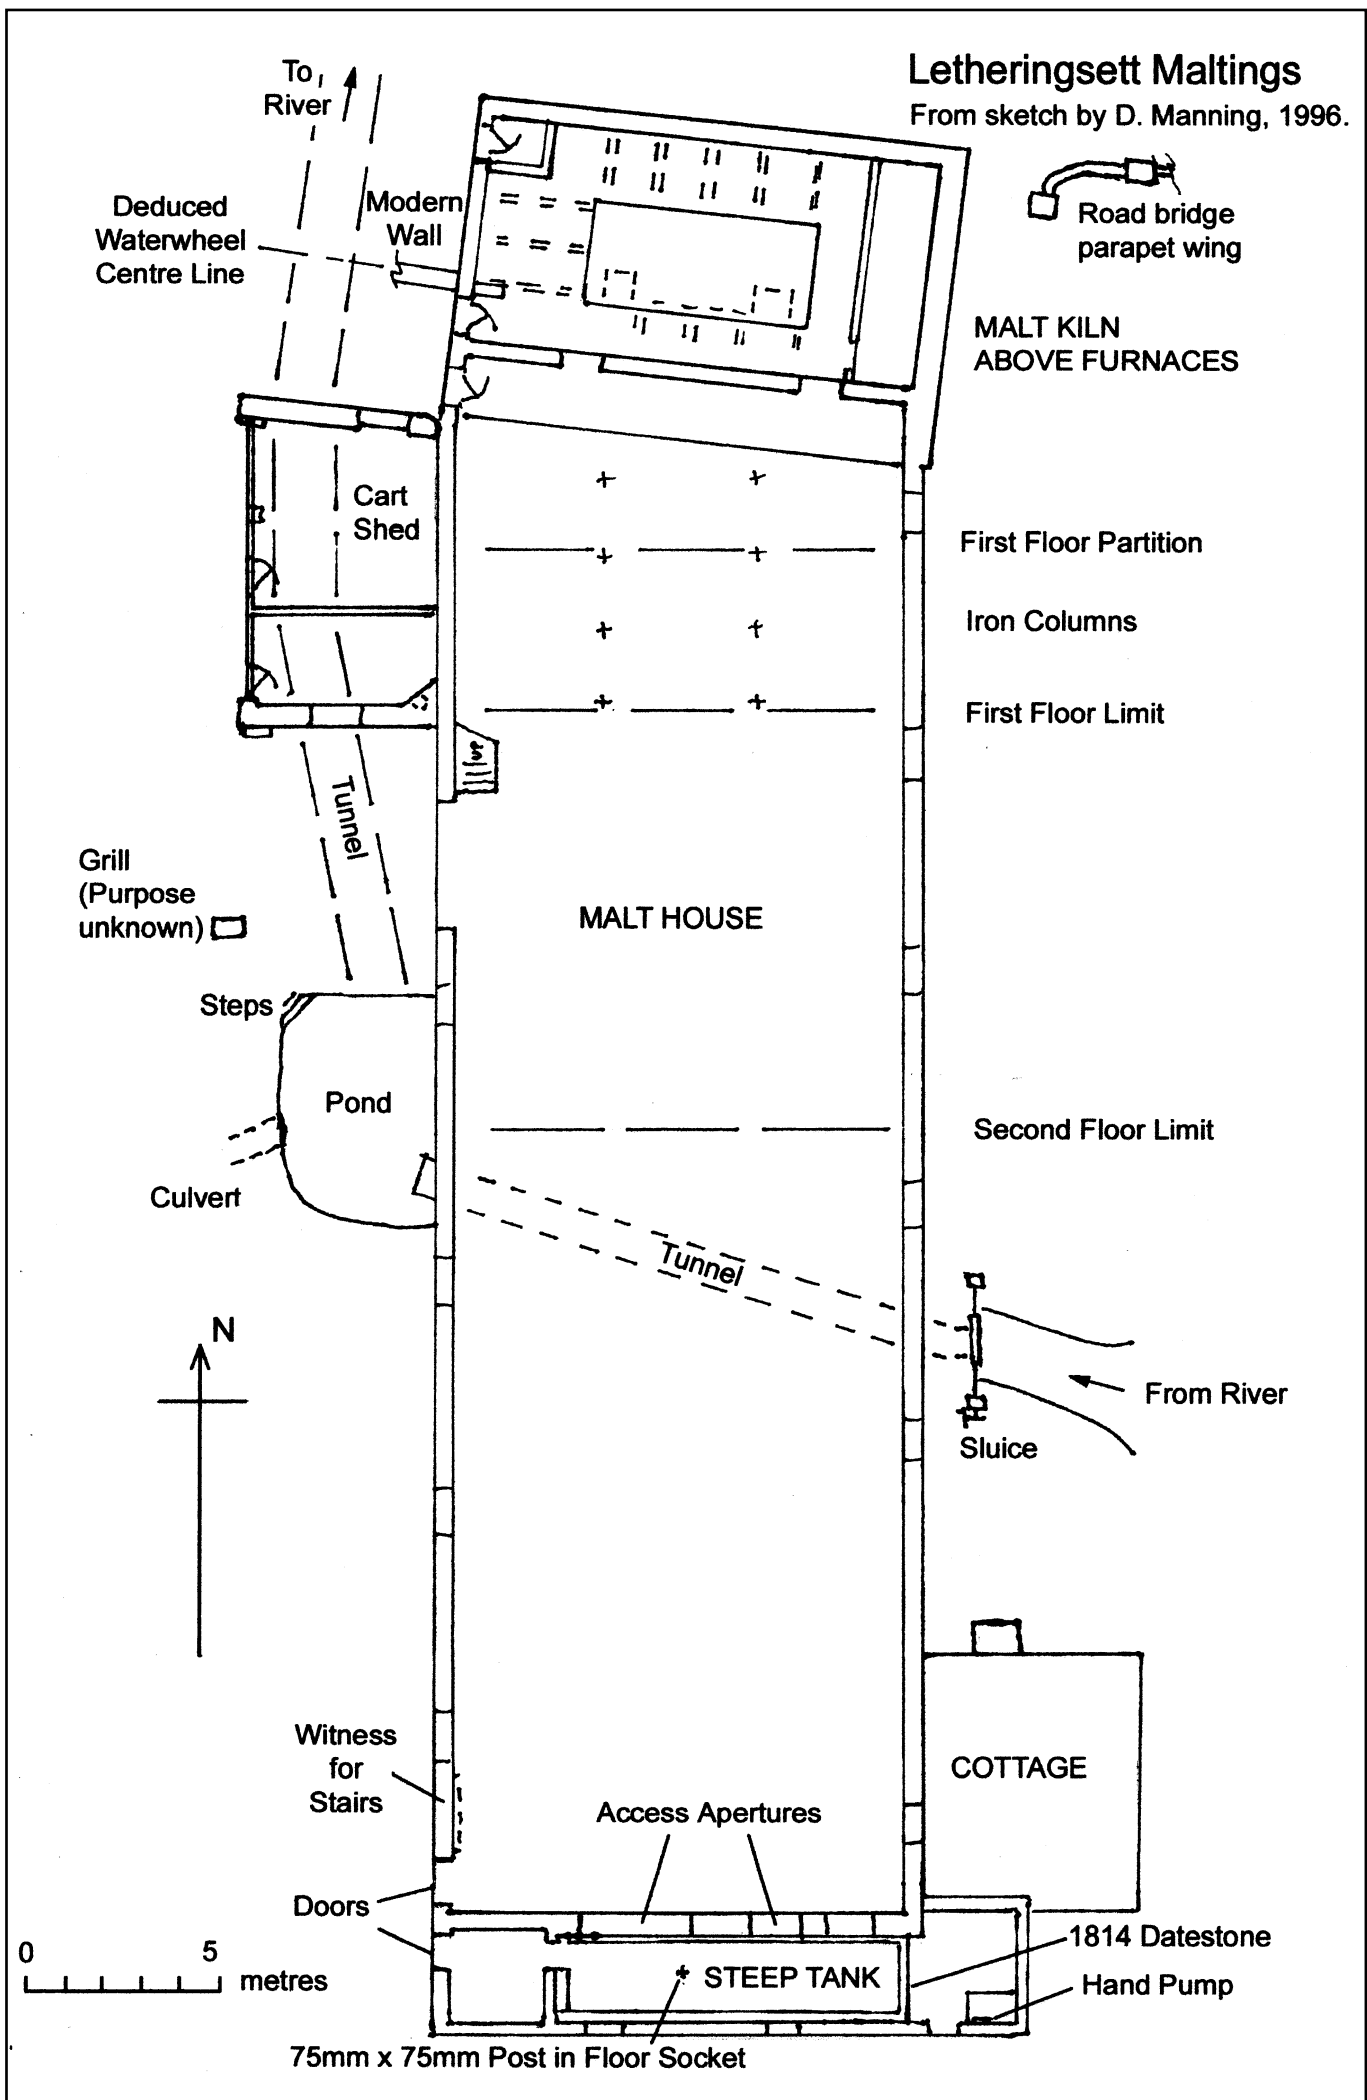 Letheringsett Maltings
From sketch by D. Manning, 1996.
To
River
Deduced
Waterwheel
Centre Line
Modern
Wall
Road bridge
parapet wing
MALT KILN
ABOVE FURNACES
Cart
Shed
First Floor Partition
Iron Columns
First Floor Limit
UP
Tunnel
Grill
(Purpose
unknown)
MALT HOUSE
Steps
Pond
Second Floor Limit
Culvert
Tunnel
N
From River
Sluice
Witness
for
Stairs
COTTAGE
Access Apertures
Doors
1814 Datestone
0 5
metres
STEEP TANK
Hand Pump
75mm x 75mm Post in Floor Socket